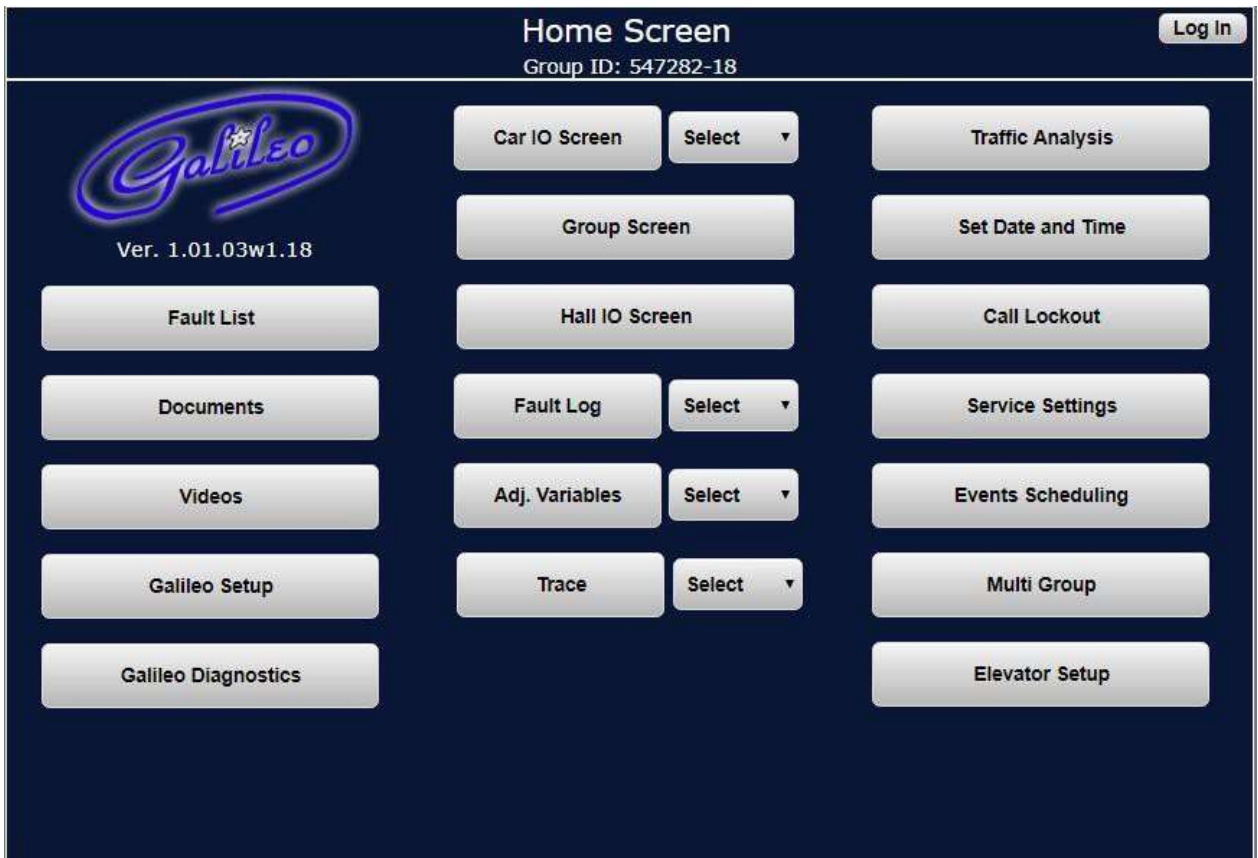 Home Screen
Log In
Group ID: 547282-18
Galileo
Ver. 1.01.03w1.18
Fault List
Documents
Videos
Galileo Setup
Galileo Diagnostics
Car IO Screen Select
Group Screen
Hall IO Screen
Fault Log Select
Adj. Variables Select
Trace Select
Traffic Analysis
Set Date and Time
Call Lockout
Service Settings
Events Scheduling
Multi Group
Elevator Setup